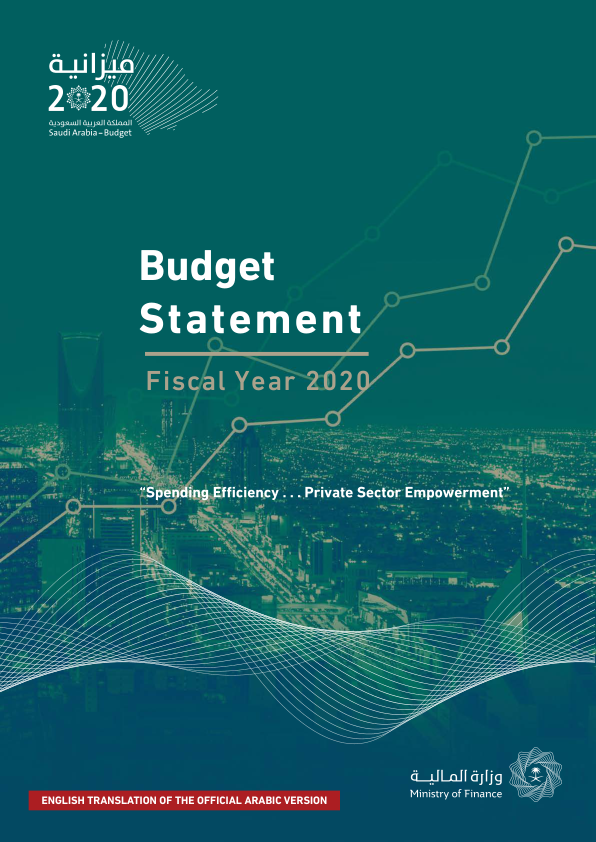 ميزانية
2020
المملكة العربية السعودية
Saudi Arabia – Budget
Budget
Statement
Fiscal Year 2020
“Spending Efficiency . . . Private Sector Empowerment”
وزارة المالية
Ministry of Finance
ENGLISH TRANSLATION OF THE OFFICIAL ARABIC VERSION